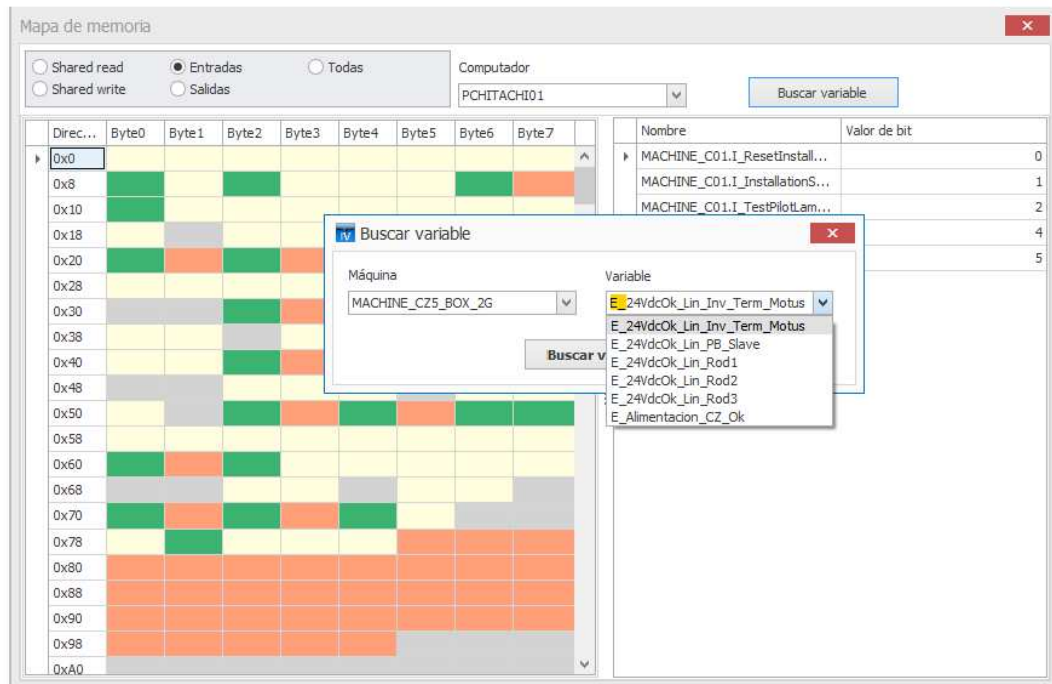 Mapa de memoria
Shared read Entradas Todas
Shared write Salidas
Computador
PCHITACHI01
Buscar variable
Direc... Byte0 Byte1 Byte2 Byte3 Byte4 Byte5 Byte6 Byte7
0x0
0x8
0x10
0x18
0x20
0x28
0x30
0x38
0x40
0x48
0x50
0x58
0x60
0x68
0x70
0x78
0x80
0x88
0x90
0x98
0xA0
Nombre Valor de bit
MACHINE_C01.I_ResetInstall... 0
MACHINE_C01.I_InstallationS... 1
MACHINE_C01.I_TestPilotLam... 2
4
5
IV Buscar variable
Máquina
MACHINE_CZ5_BOX_2G
Variable
E_24VdcOk_Lin_Inv_Term_Motus
E_24VdcOk_Lin_Inv_Term_Motus
E_24VdcOk_Lin_PB_Slave
E_24VdcOk_Lin_Rod1
E_24VdcOk_Lin_Rod2
E_24VdcOk_Lin_Rod3
E_Alimentacion_CZ_Ok
Buscar v